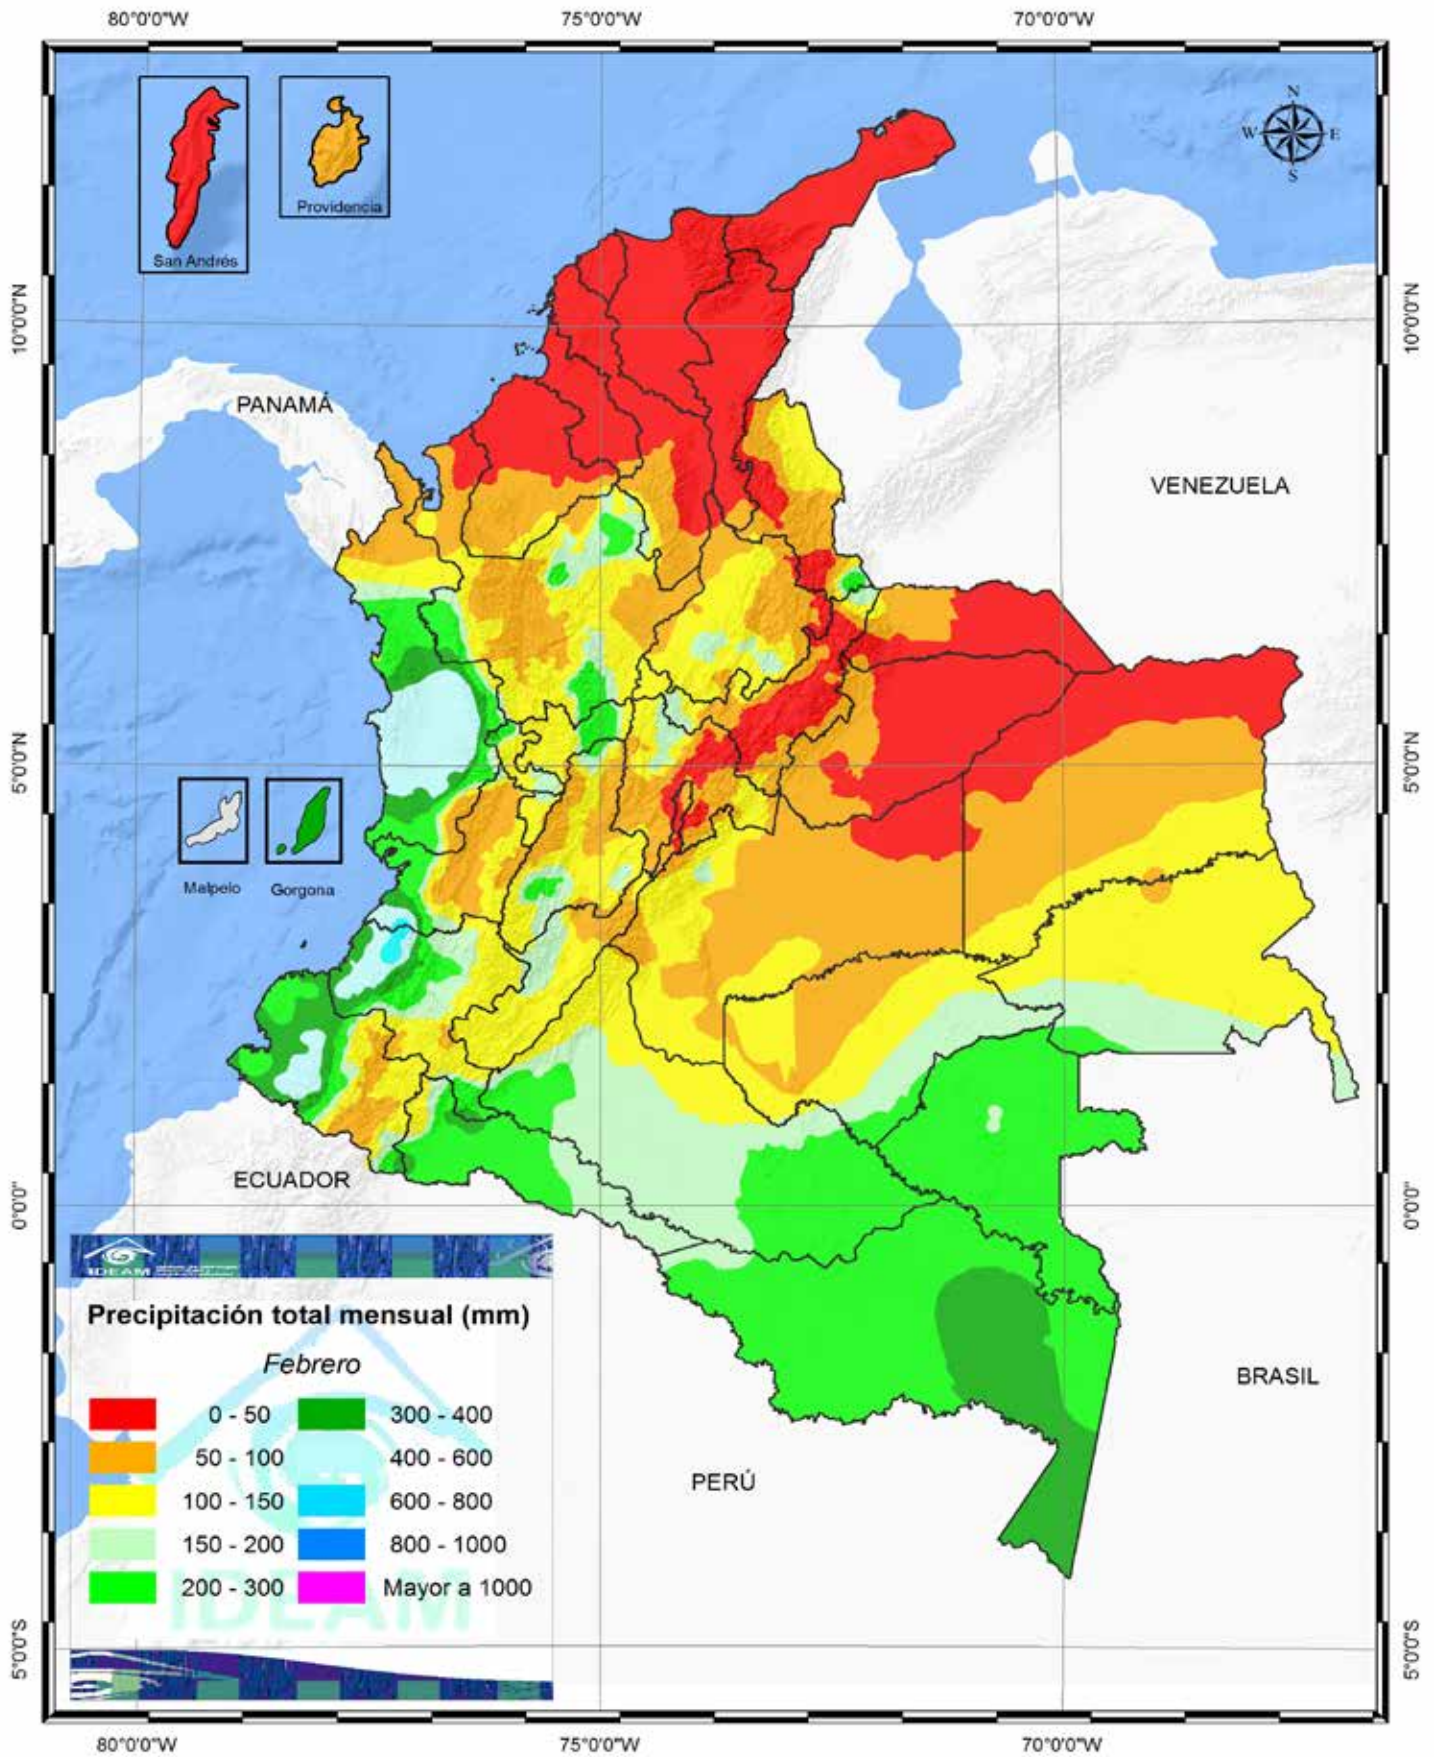 80°0'0"W 75°0'0"W 70°0'0"W
N
W E
S
San Andrés
Providencia
10°0'0"N 10°0'0"N
PANAMÁ
VENEZUELA
5°0'0"N 5°0'0"N
Malpelo Gorgona
ECUADOR
0°0'0" 0°0'0"
IDEAM
Precipitación total mensual (mm)
Febrero
0 - 50 300 - 400
50 - 100 400 - 600
100 - 150 600 - 800
150 - 200 800 - 1000
200 - 300 Mayor a 1000
IDEAM
BRASIL
PERÚ
5°0'0"S 5°0'0"S
80°0'0"W 75°0'0"W 70°0'0"W